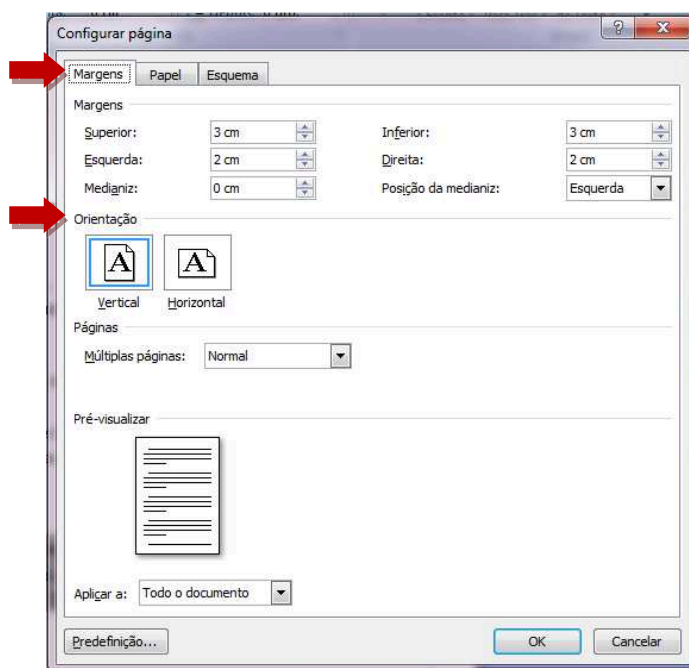 Configurar página
Margens Papel Esquema
Margens
Superior: 3 cm Inferior: 3 cm
Esquerda: 2 cm Direita: 2 cm
Medianiz: 0 cm Posição da medianiz: Esquerda
Orientação
A A
Vertical Horizontal
Páginas
Múltiplas páginas: Normal
Pré-visualizar
Aplicar a: Todo o documento
Predefinição... OK Cancelar